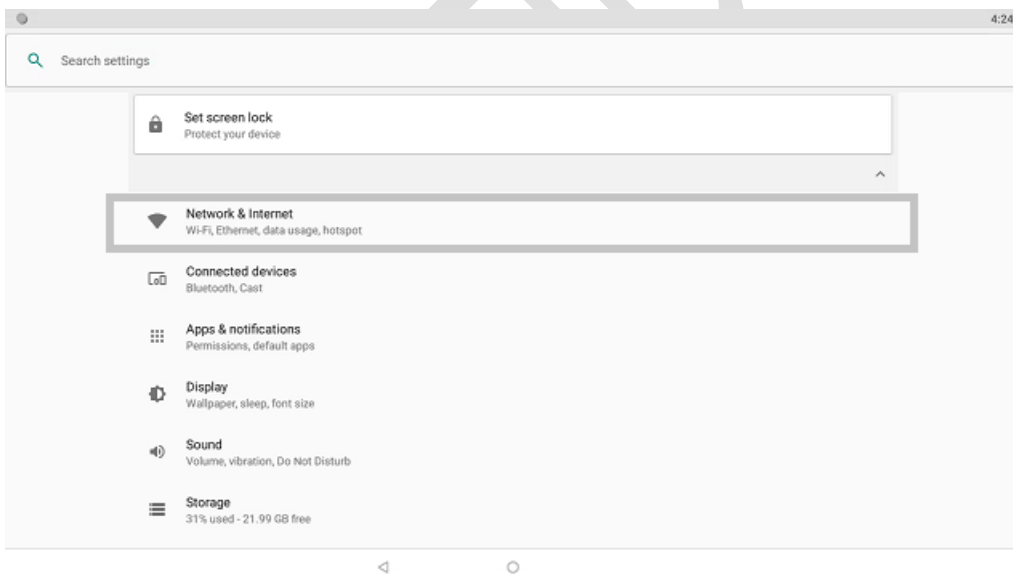 4:24
Search settings
Set screen lock
Protect your device
Network & Internet
Wi-Fi, Ethernet, data usage, hotspot
Connected devices
Bluetooth, Cast
Apps & notifications
Permissions, default apps
Display
Wallpaper, sleep, font size
Sound
Volume, vibration, Do Not Disturb
Storage
31% used - 21.99 GB free